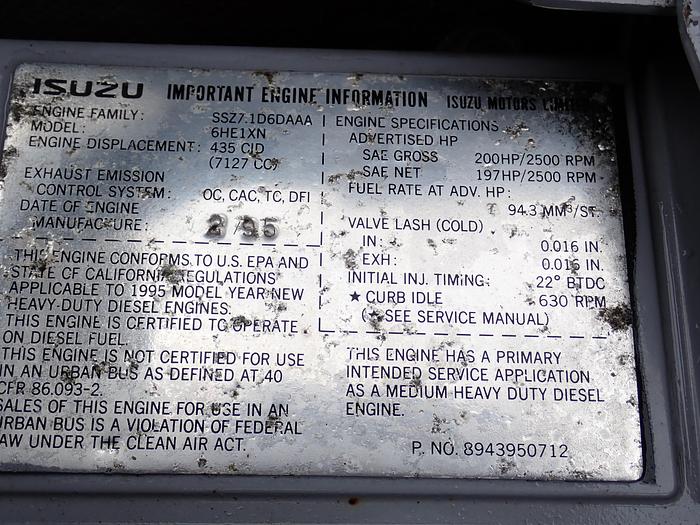 ISUZU IMPORTANT ENGINE INFORMATION ISUZU MOTORS
ENGINE FAMILY: SSZ7.1D6DAAA
MODEL: 6HE1XN
ENGINE DISPLACEMENT: 435 CID
(7127 CC)
EXHAUST EMISSION
CONTROL SYSTEM: OC, CAC, TC, DFI
DATE OF ENGINE
MANUFACTURE: 2 95
THIS ENGINE CONFORMS TO U.S. EPA AND
STATE OF CALIFORNIA REGULATIONS
APPLICABLE TO 1995 MODEL YEAR NEW
HEAVY-DUTY DIESEL ENGINES.
THIS ENGINE IS CERTIFIED TO OPERATE
ON DIESEL FUEL.
THIS ENGINE IS NOT CERTIFIED FOR USE
IN AN URBAN BUS AS DEFINED AT 40
CFR 86.093-2.
SALES OF THIS ENGINE FOR USE IN AN
URBAN BUS IS A VIOLATION OF FEDERAL
LAW UNDER THE CLEAN AIR ACT.
ENGINE SPECIFICATIONS
ADVERTISED HP
SAE GROSS 200HP/2500 RPM
SAE NET 197HP/2500 RPM
FUEL RATE AT ADV. HP:
94.3 MM³/ST.
VALVE LASH (COLD)
IN: 0.016 IN.
EXH: 0.016 IN.
INITIAL INJ. TIMING: 22° BTDC
★ CURB IDLE 630 RPM
(★ SEE SERVICE MANUAL)
THIS ENGINE HAS A PRIMARY
INTENDED SERVICE APPLICATION
AS A MEDIUM HEAVY DUTY DIESEL
ENGINE.
P. NO. 8943950712